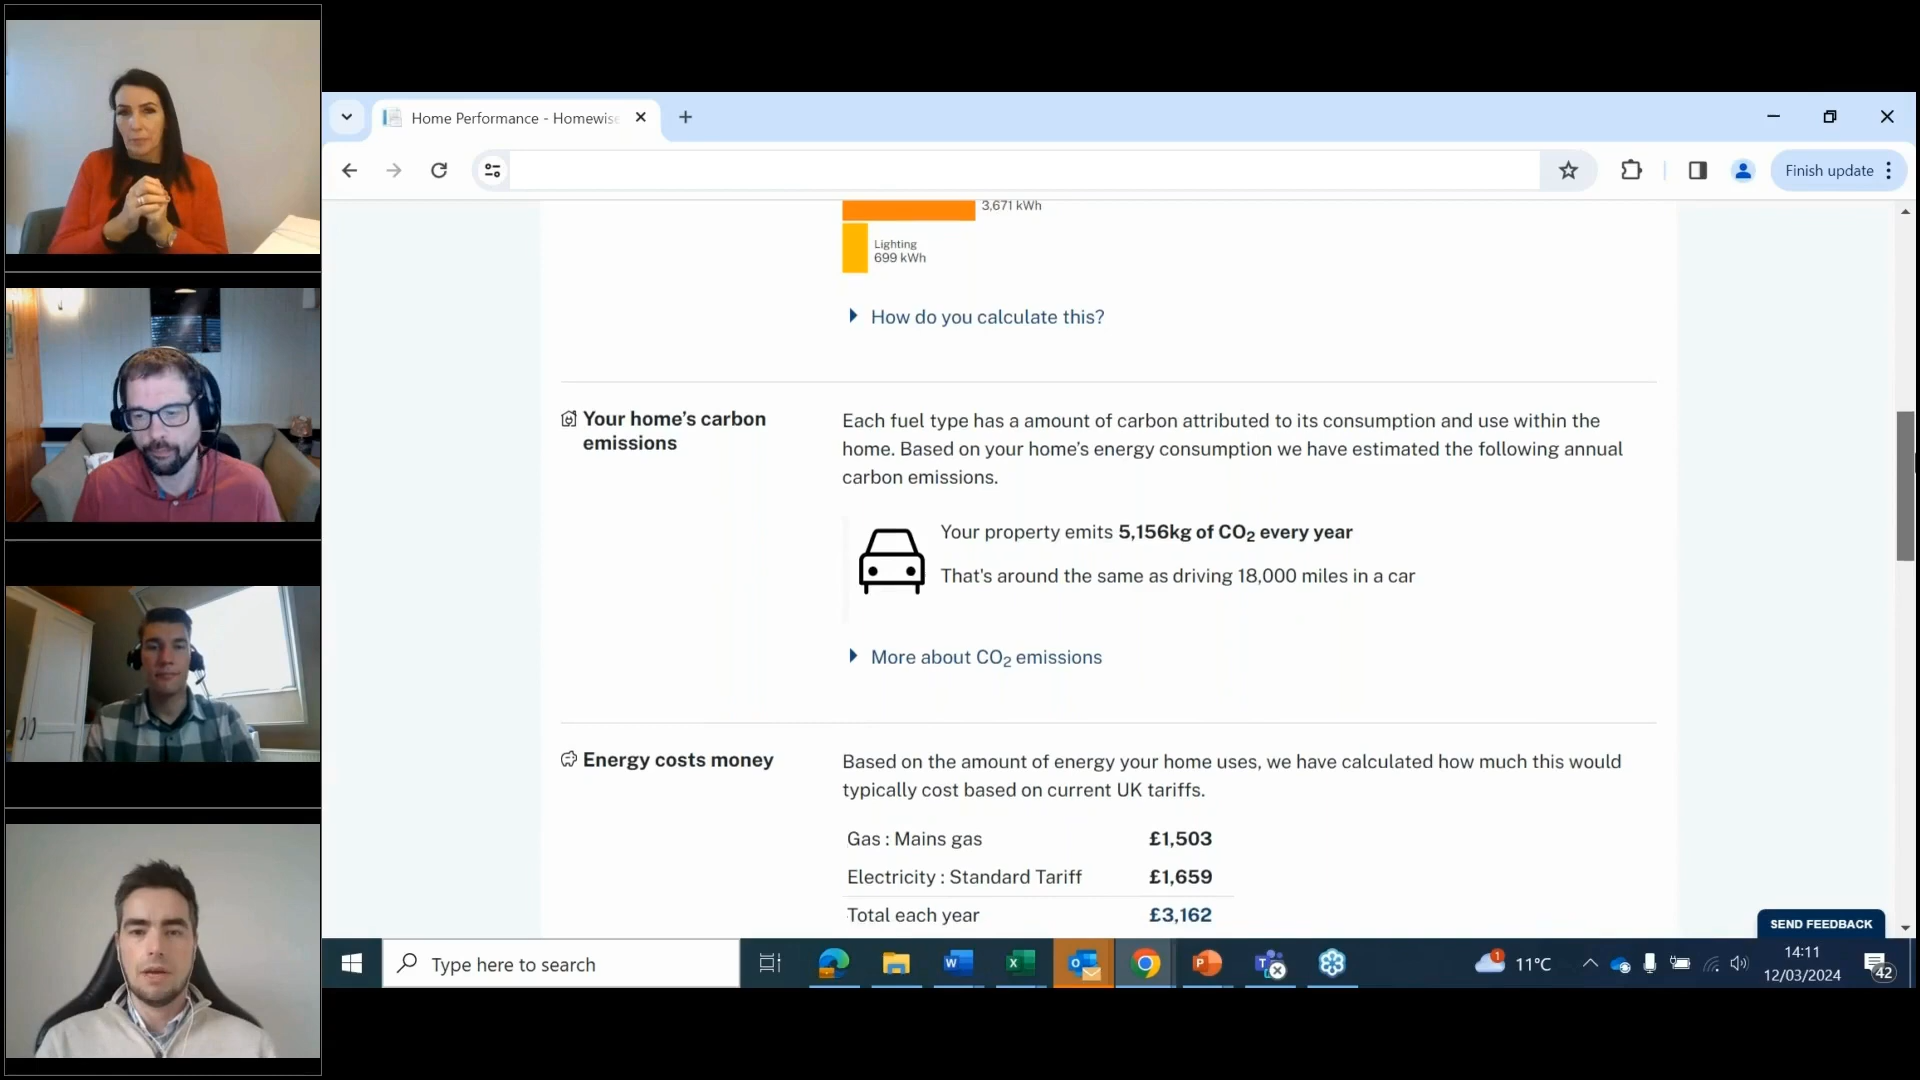 Home Performance - Homewise
Finish update
3,671 kWh
Lighting
699 kWh
How do you calculate this?
Your home's carbon
emissions
Each fuel type has a amount of carbon attributed to its consumption and use within the
home. Based on your home's energy consumption we have estimated the following annual
carbon emissions.
Your property emits 5,156kg of CO₂ every year
That's around the same as driving 18,000 miles in a car
More about CO₂ emissions
Energy costs money
Based on the amount of energy your home uses, we have calculated how much this would
typically cost based on current UK tariffs.
Gas : Mains gas £1,503
Electricity : Standard Tariff £1,659
Total each year £3,162
SEND FEEDBACK
Type here to search
W
X
O
P
T
1
11°C
14:11
12/03/2024
42